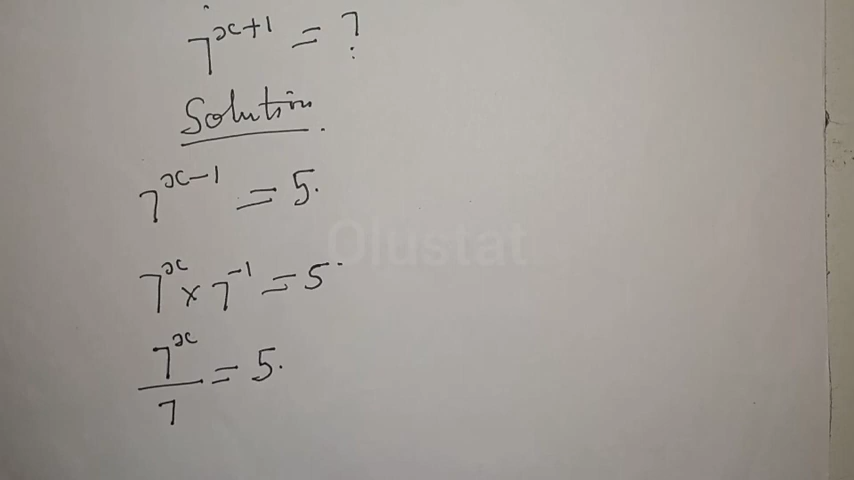 7^{x+1} = ?
Solution.
7^{x-1} = 5.
Olustat
7^x × 7^{-1} = 5.
7^x / 7 = 5.